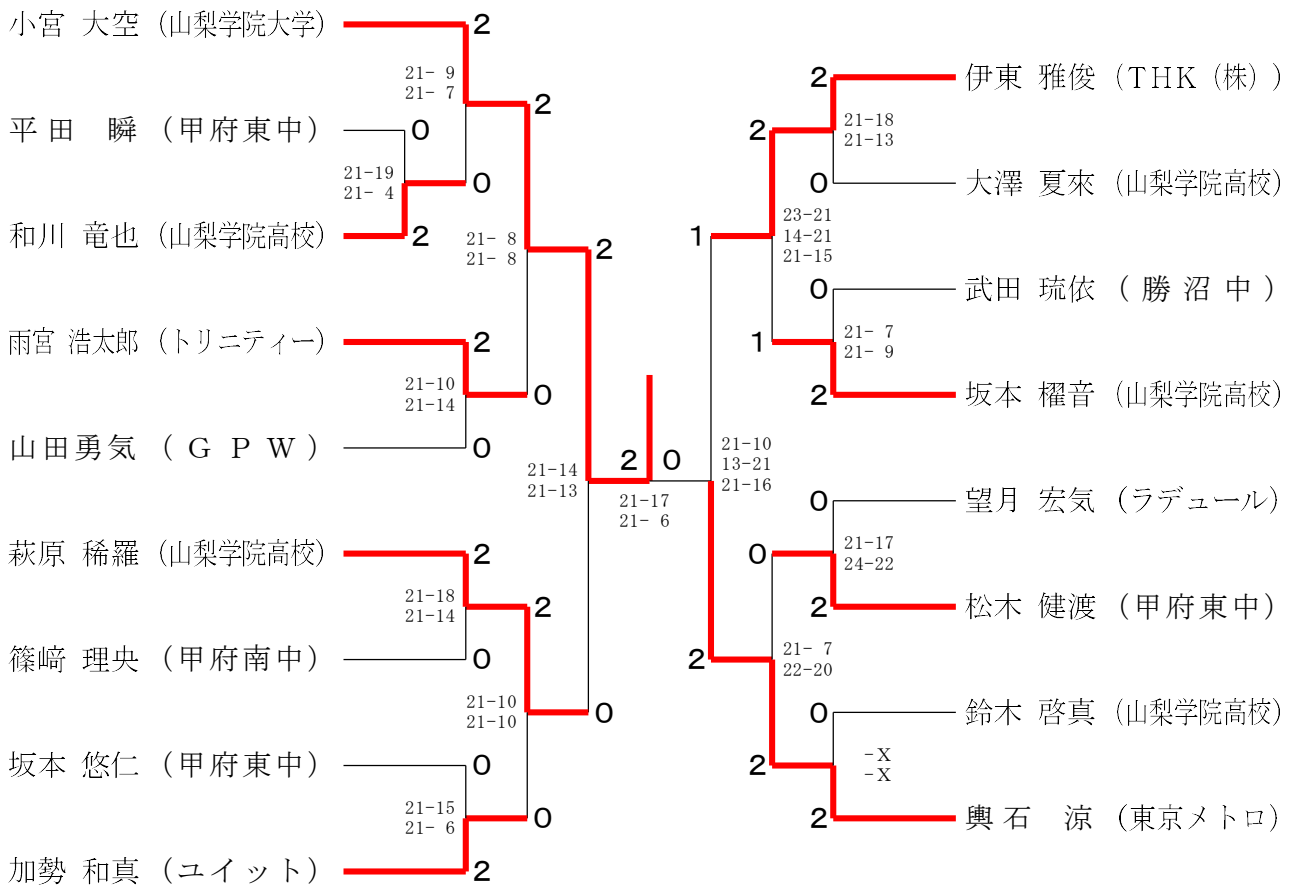 小宮 大空 (山梨学院大学)
2
21- 9
21- 7
2
平田 瞬 (甲府東中)
0
21-19
21- 4
0
和川 竜也 (山梨学院高校)
2
21- 8
21- 8
2
雨宮 浩太郎 (トリニティー)
2
21-10
21-14
0
山田勇気 (GPW)
0
21-14
21-13
萩原 稀羅 (山梨学院高校)
2
21-18
21-14
2
篠﨑 理央 (甲府南中)
0
21-10
21-10
0
坂本 悠仁 (甲府東中)
0
21-15
21- 6
0
加勢 和真 (ユイット)
2
2 0
21-17
21- 6
2 伊東 雅俊 (THK (株) )
2
21-18
21-13
0 大澤 夏來 (山梨学院高校)
1
23-21
14-21
21-15
0 武田 琉依 (勝沼中)
1
21- 7
21- 9
2 坂本 櫂音 (山梨学院高校)
21-10
13-21
21-16
0 望月 宏気 (ラデュール)
0
21-17
24-22
2 松木 健渡 (甲府東中)
2
21- 7
22-20
0 鈴木 啓真 (山梨学院高校)
2
-X
-X
2 輿石 涼 (東京メトロ)